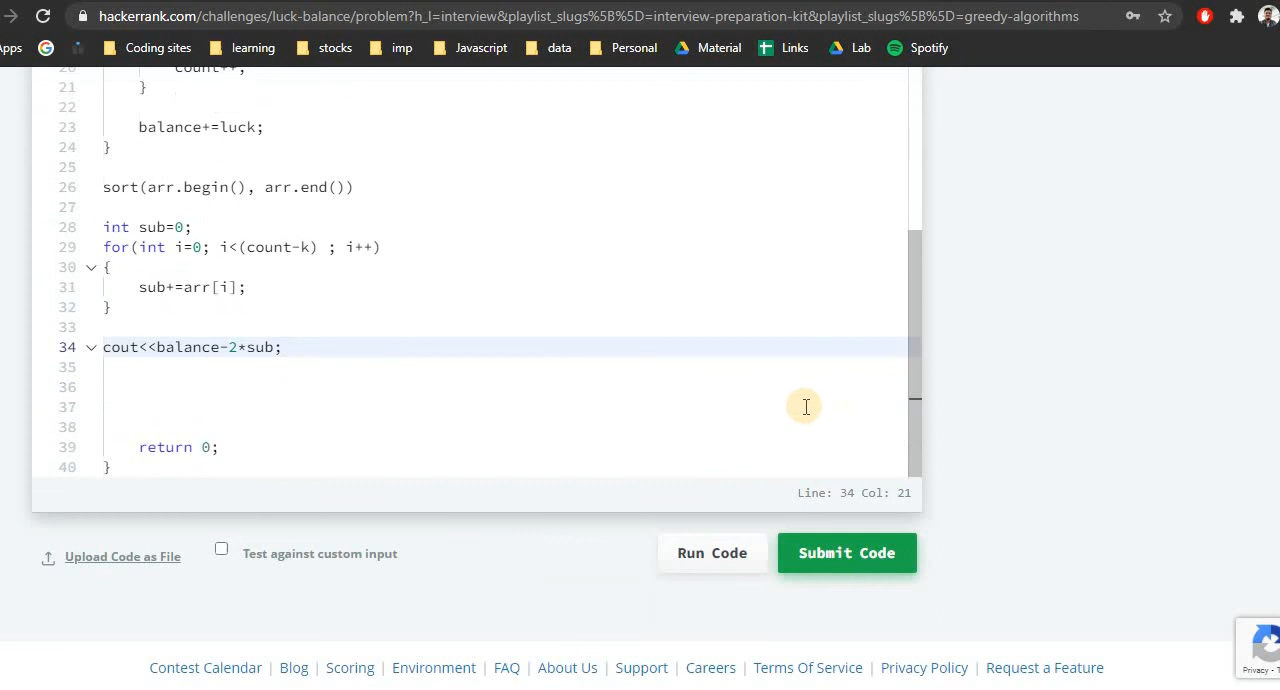 hackerrank.com/challenges/luck-balance/problem?h_l=interview&playlist_slugs%5B%5D=interview-preparation-kit&playlist_slugs%5B%5D=greedy-algorithms
Apps Coding sites learning stocks imp Javascript data Personal Material Links Lab Spotify
20 count++;
21 }
22
23 balance+=luck;
24 }
25
26 sort(arr.begin(), arr.end())
27
28 int sub=0;
29 for(int i=0; i<(count-k) ; i++)
30 {
31 sub+=arr[i];
32 }
33
34 cout<<balance-2*sub;
35
36
37
38
39 return 0;
40 }
Line: 34 Col: 21
Upload Code as File Test against custom input Run Code Submit Code
Privacy -
Contest Calendar | Blog | Scoring | Environment | FAQ | About Us | Support | Careers | Terms Of Service | Privacy Policy | Request a Feature